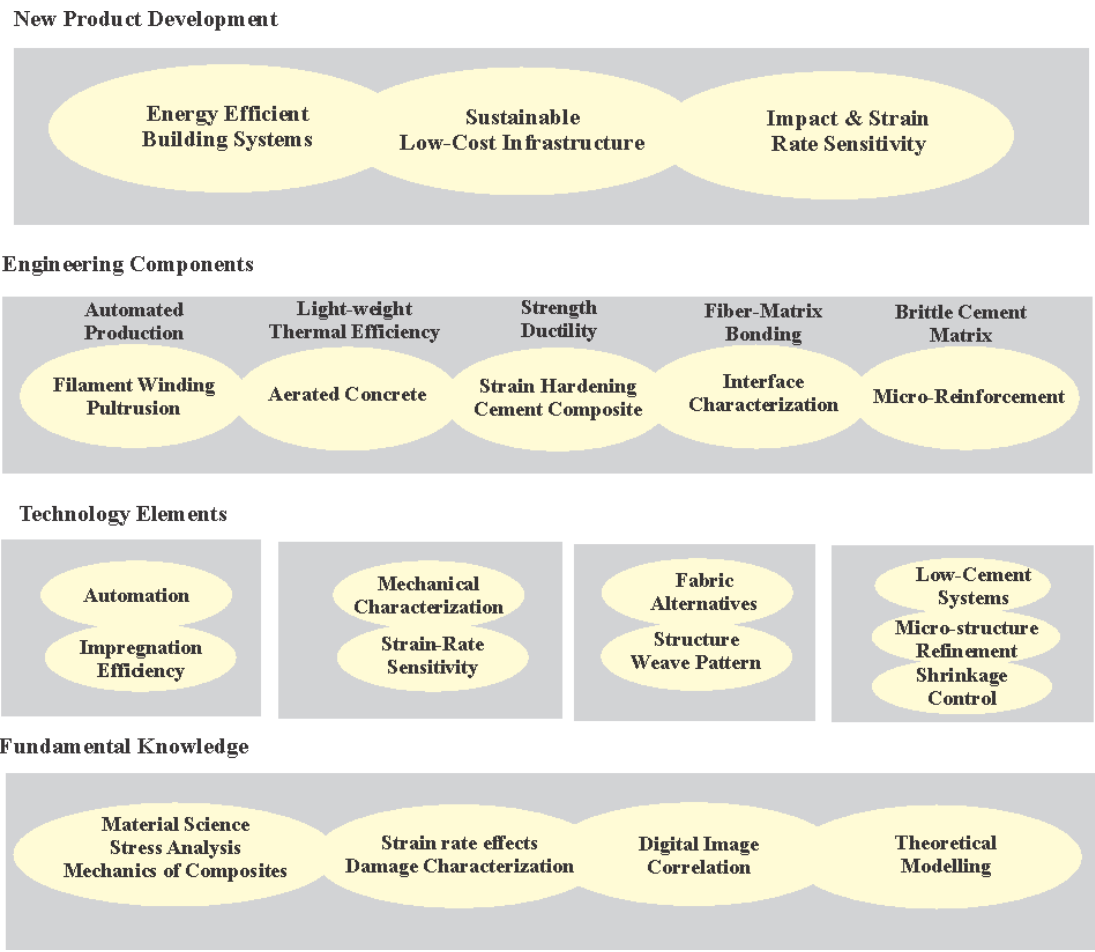 New Product Development
Energy Efficient
Building Systems
Sustainable
Low-Cost Infrastructure
Impact & Strain
Rate Sensitivity
Engineering Components
Automated
Production
Light-weight
Thermal Efficiency
Strength
Ductility
Fiber-Matrix
Bonding
Brittle Cement
Matrix
Filament Winding
Pultrusion
Aerated Concrete
Strain Hardening
Cement Composite
Interface
Characterization
Micro-Reinforcement
Technology Elements
Automation
Impregnation
Efficiency
Mechanical
Characterization
Strain-Rate
Sensitivity
Fabric
Alternatives
Structure
Weave Pattern
Low-Cement
Systems
Micro-structure
Refinement
Shrinkage
Control
Fundamental Knowledge
Material Science
Stress Analysis
Mechanics of Composites
Strain rate effects
Damage Characterization
Digital Image
Correlation
Theoretical
Modelling